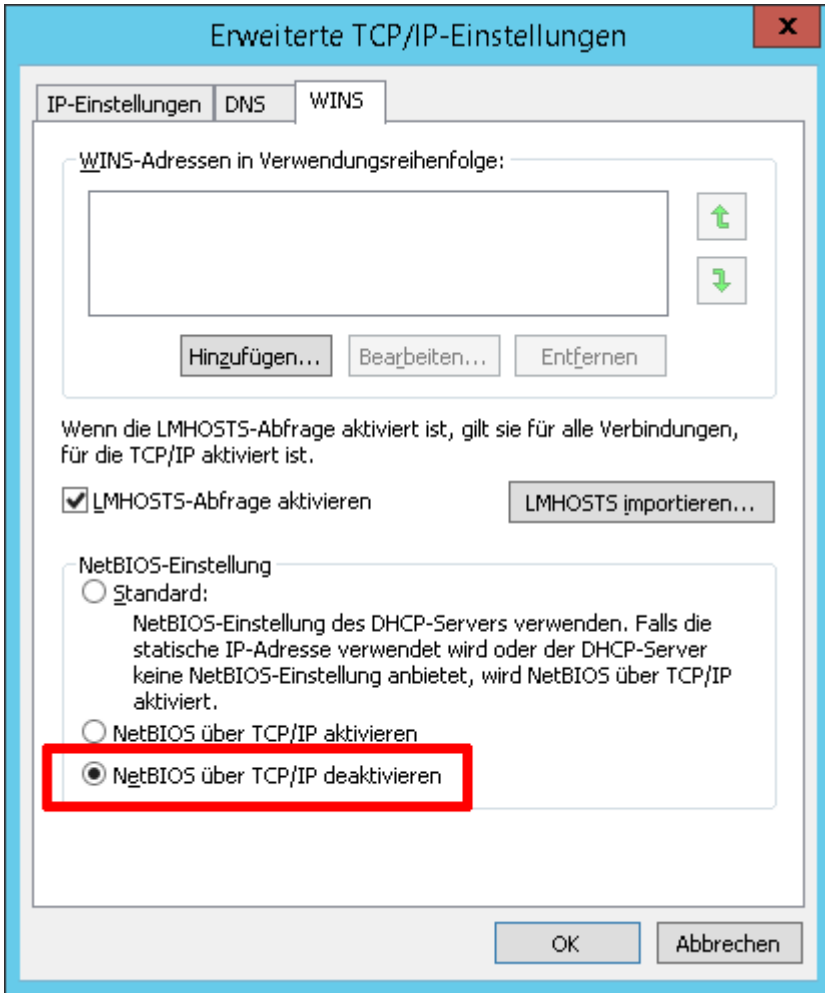 Erweiterte TCP/IP-Einstellungen
x
IP-Einstellungen DNS WINS
WINS-Adressen in Verwendungsreihenfolge:
Hinzufügen... Bearbeiten... Entfernen
Wenn die LMHOSTS-Abfrage aktiviert ist, gilt sie für alle Verbindungen,
für die TCP/IP aktiviert ist.
LMHOSTS-Abfrage aktivieren LMHOSTS importieren...
NetBIOS-Einstellung
Standard:
NetBIOS-Einstellung des DHCP-Servers verwenden. Falls die
statische IP-Adresse verwendet wird oder der DHCP-Server
keine NetBIOS-Einstellung anbietet, wird NetBIOS über TCP/IP
aktiviert.
NetBIOS über TCP/IP aktivieren
NetBIOS über TCP/IP deaktivieren
OK Abbrechen